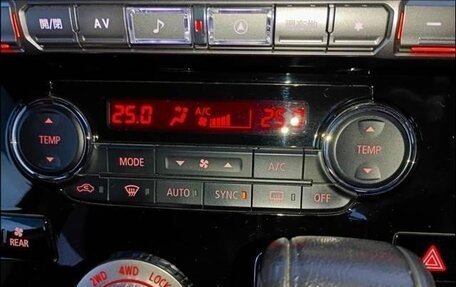 開/閉 AV
25.0 A/C
TEMP
TEMP
MODE A/C
AUTO SYNC OFF
REAR
2WD 4WD LOCK